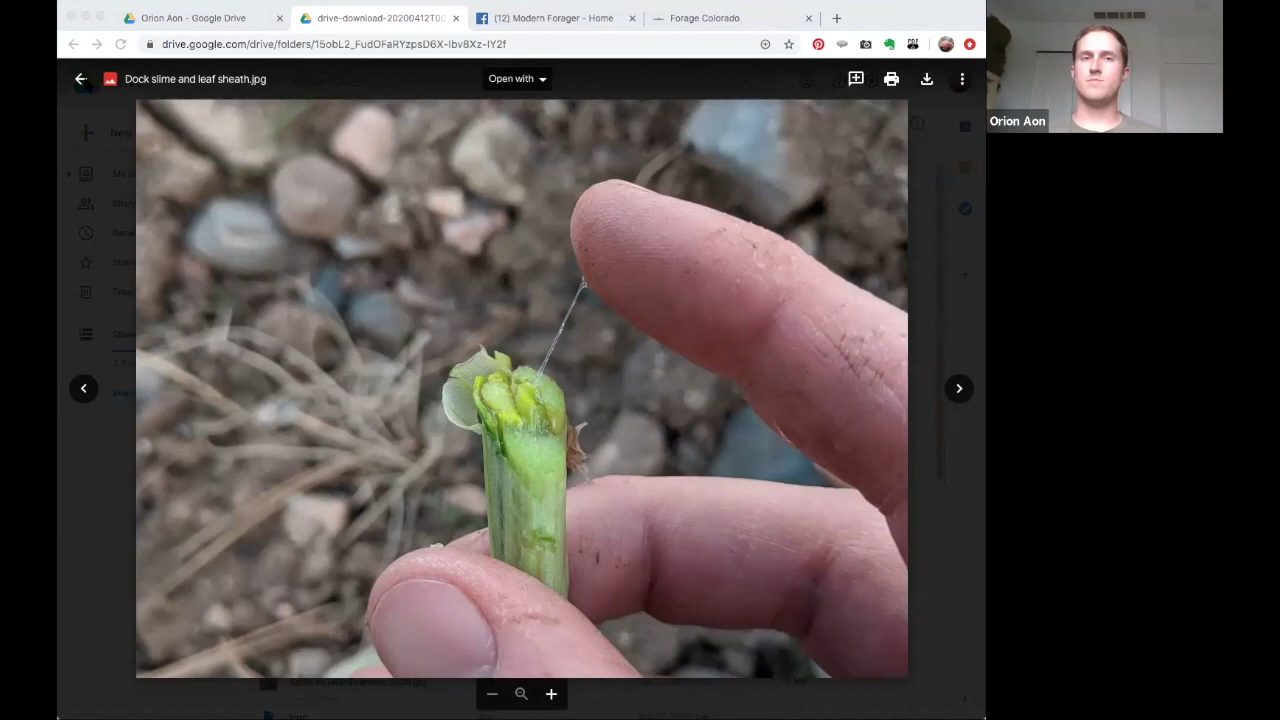 Orion Aon - Google Drive
drive-download-20200412T00
(12) Modern Forager - Home
Forage Colorado
drive.google.com/drive/folders/15obL2_FudOFaRYzpsD6X-Ibv8Xz-IY2f
Dock slime and leaf sheath.jpg
Open with
Orion Aon
New